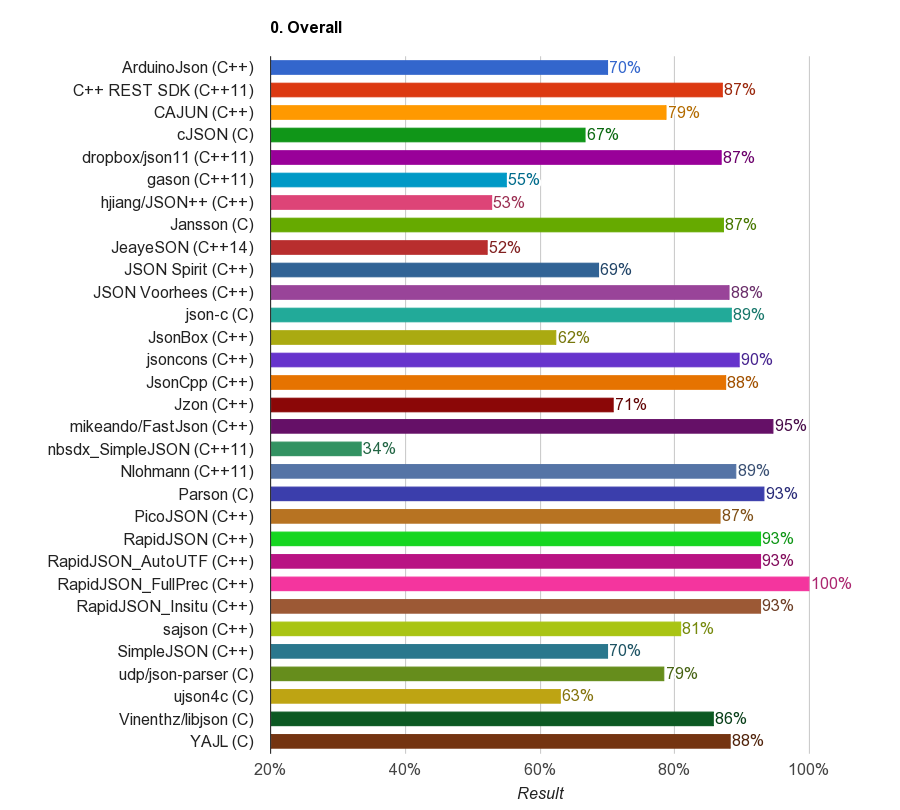 0. Overall
ArduinoJson (C++) 70%
C++ REST SDK (C++11) 87%
CAJUN (C++) 79%
cJSON (C) 67%
dropbox/json11 (C++11) 87%
gason (C++11) 55%
hjiang/JSON++ (C++) 53%
Jansson (C) 87%
JeayeSON (C++14) 52%
JSON Spirit (C++) 69%
JSON Voorhees (C++) 88%
json-c (C) 89%
JsonBox (C++) 62%
jsoncons (C++) 90%
JsonCpp (C++) 88%
Jzon (C++) 71%
mikeando/FastJson (C++) 95%
nbsdx_SimpleJSON (C++11) 34%
Nlohmann (C++11) 89%
Parson (C) 93%
PicoJSON (C++) 87%
RapidJSON (C++) 93%
RapidJSON_AutoUTF (C++) 93%
RapidJSON_FullPrec (C++) 100%
RapidJSON_Insitu (C++) 93%
sajson (C++) 81%
SimpleJSON (C++) 70%
udp/json-parser (C) 79%
ujson4c (C) 63%
Vinenthz/libjson (C) 86%
YAJL (C) 88%
20% 40% 60% 80% 100%
Result